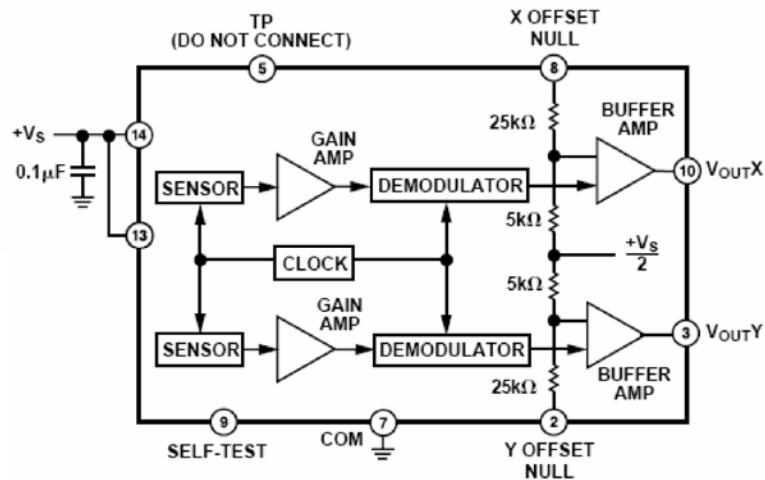 TP
(DO NOT CONNECT)
X OFFSET
NULL
5
8
+VS
14
0.1µF
13
25kΩ
BUFFER
AMP
GAIN
AMP
SENSOR
DEMODULATOR
10
VOUTX
5kΩ
CLOCK
+VS
2
5kΩ
GAIN
AMP
SENSOR
DEMODULATOR
3
VOUTY
25kΩ
BUFFER
AMP
9
7
2
SELF-TEST
COM
Y OFFSET
NULL